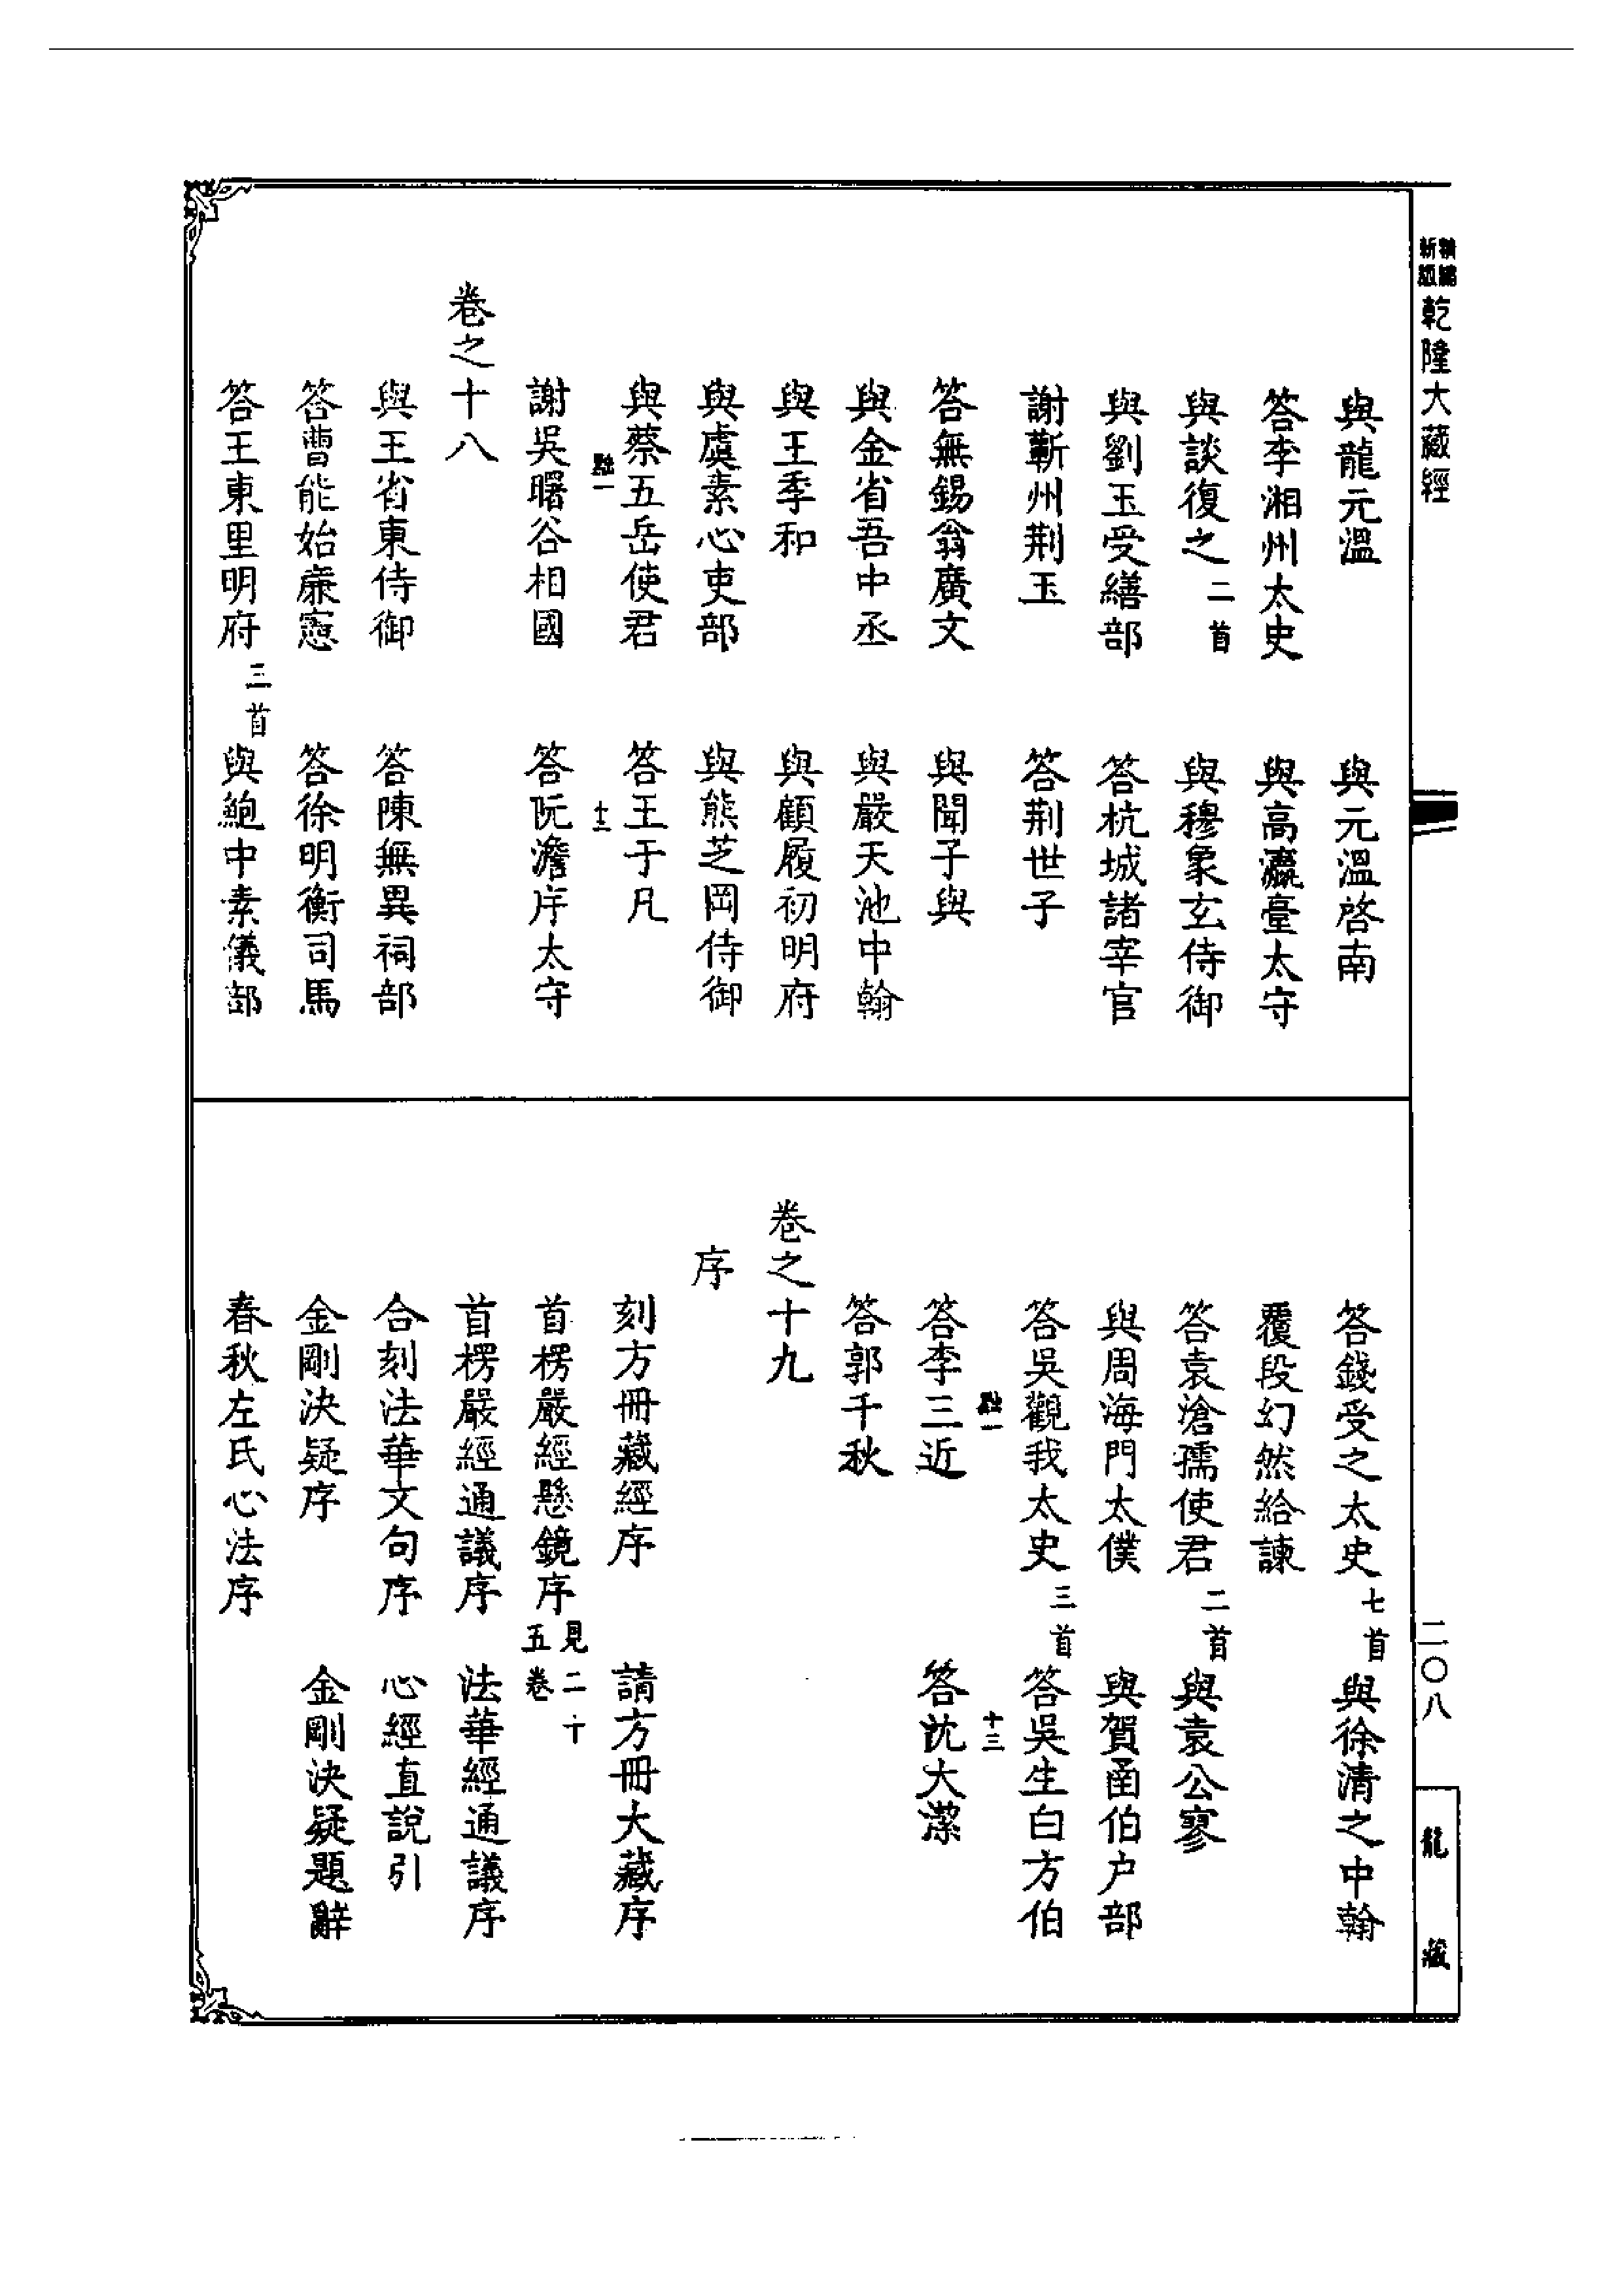 精編新版乾隆大藏經
與龍元溫　與元溫啓南
答李湘州太史　與高瀛臺太守
與談復之二首　與穆象玄侍御
與劉玉受繕部　答杭城諸宰官
謝蘄州荆玉　答荆世子
答無錫翁廣文　與聞子與
與金省吾中丞　與嚴天池中翰
與王季和　與顧履初明府
與虞素心吏部　與熊芝岡侍御
與蔡五岳使君　答王于凡
十二
謝吳曙谷相國　答阮澹宇太守
卷之十八
與王省東侍御　答陳無異祠部
答曹能始廉憲　答徐明衡司馬
答王東里明府三首　與鮑中素儀部
答錢受之太史七首　與徐清之中翰
覆段幻然給諫
答袁滄孺使君二首　與袁公寥
與周海門太僕　與賀函伯户部
答吳觀我太史三首　答吳生白方伯
十三
答李三近　答沈大潔
答郭千秋
卷之十九
序
刻方冊藏經序　請方冊大藏序
首楞嚴經懸鏡序見二十五卷
首楞嚴經通議序　法華經通議序
合刻法華文句序　心經直說引
金剛決疑序　金剛決疑題辭
春秋左氏心法序
二〇八
龍藏